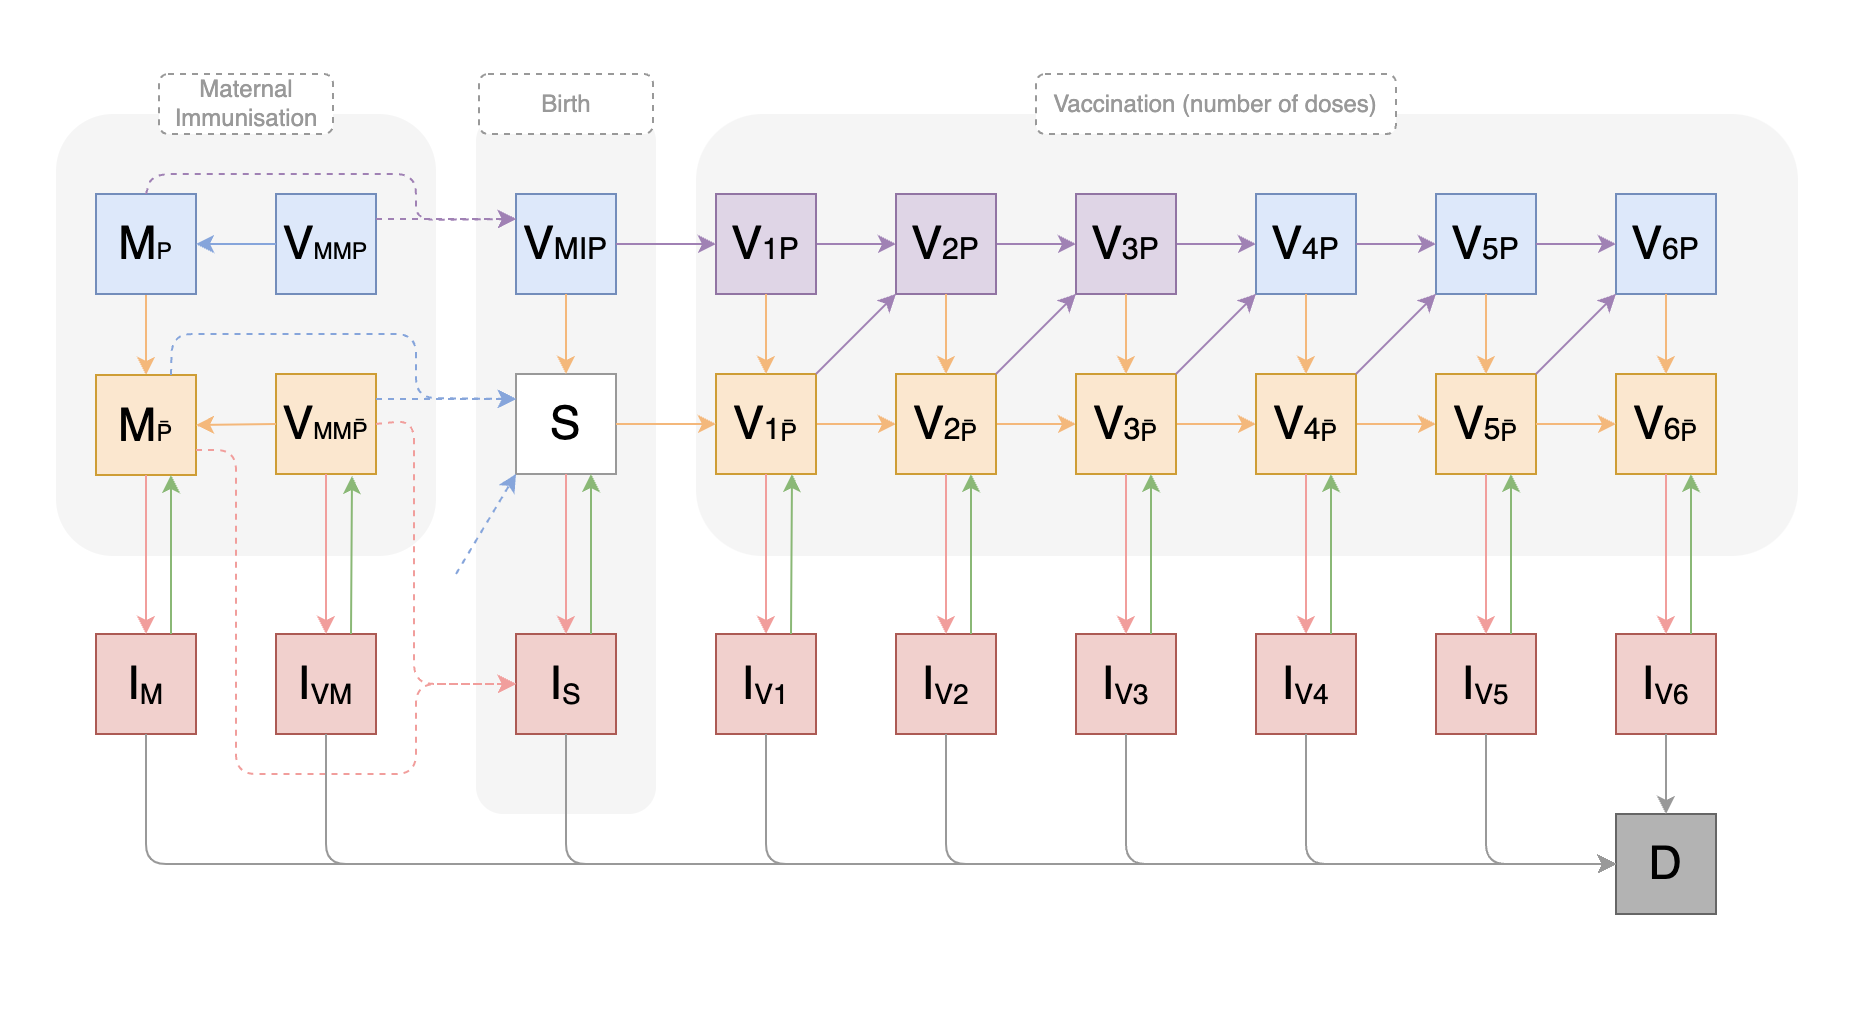 Maternal
Immunisation
Birth
Vaccination (number of doses)
MP
VMMP
VMIP
V1P
V2P
V3P
V4P
V5P
V6P
MP̄
VMMP̄
S
V1P̄
V2P̄
V3P̄
V4P̄
V5P̄
V6P̄
IM
IVM
IS
IV1
IV2
IV3
IV4
IV5
IV6
D